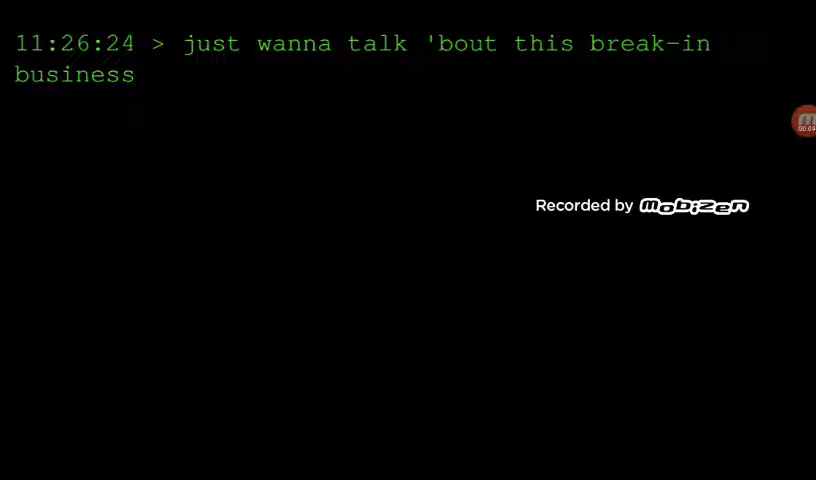 11:26:24 > just wanna talk 'bout this break-in
business
Recorded by mobizen